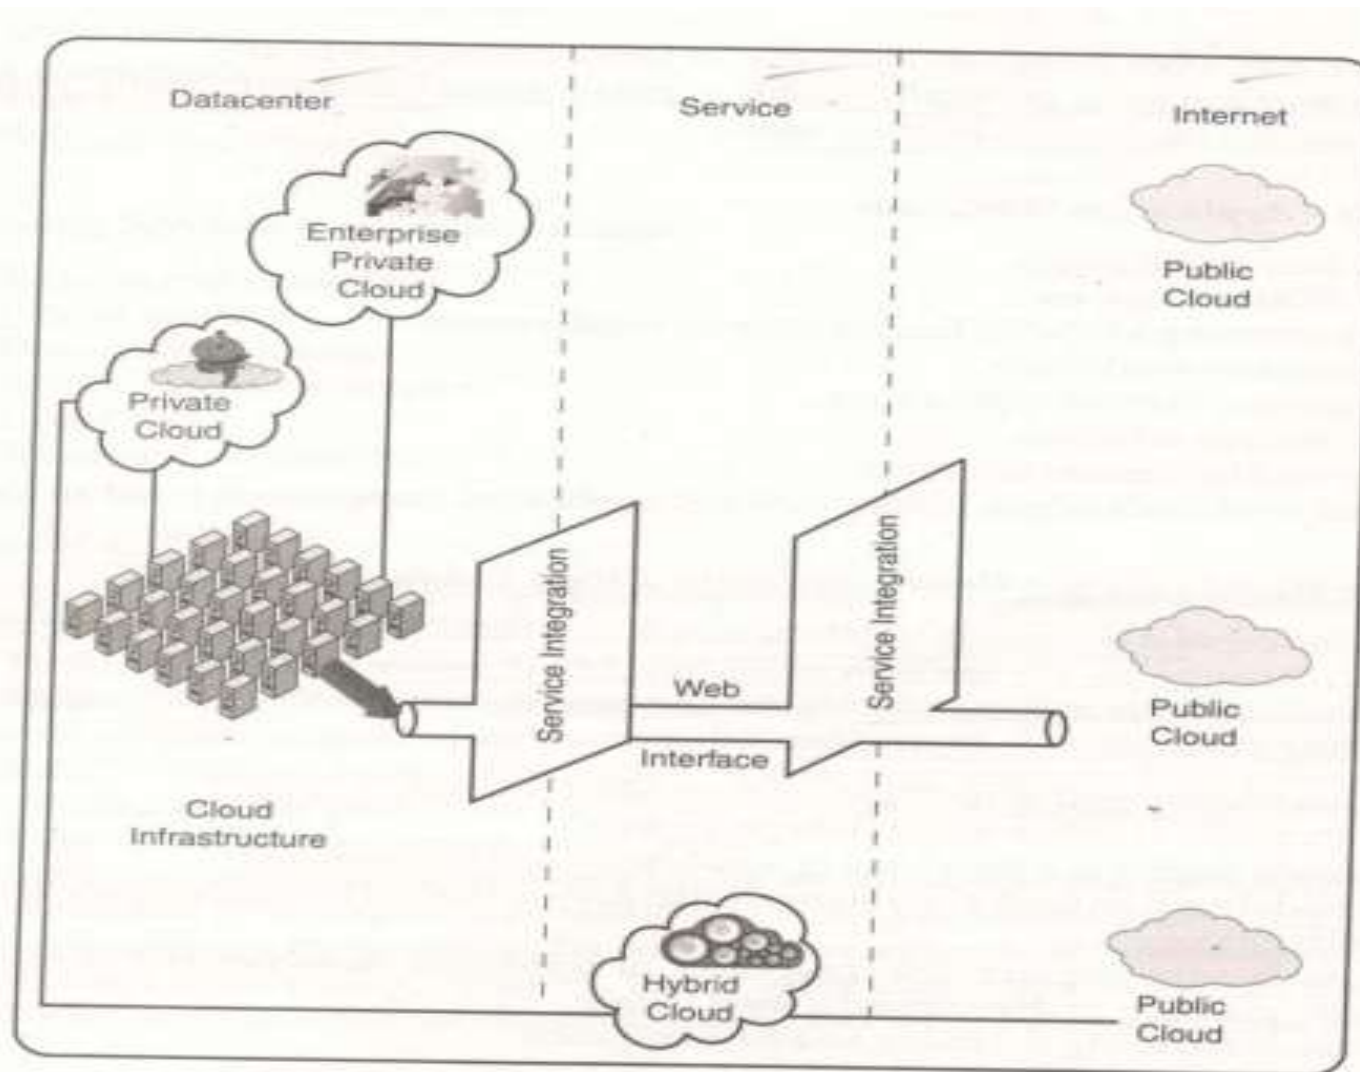 Datacenter
Service
Internet
Enterprise
Private
Cloud
Public
Cloud
Private
Cloud
Service Integration
Service Integration
Web
Interface
Public
Cloud
Cloud
Infrastructure
Hybrid
Cloud
Public
Cloud